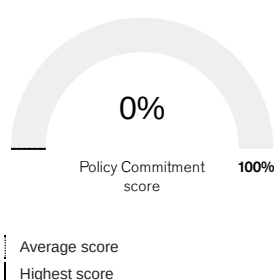 0%
Policy Commitment 100%
score
Average score
Highest score